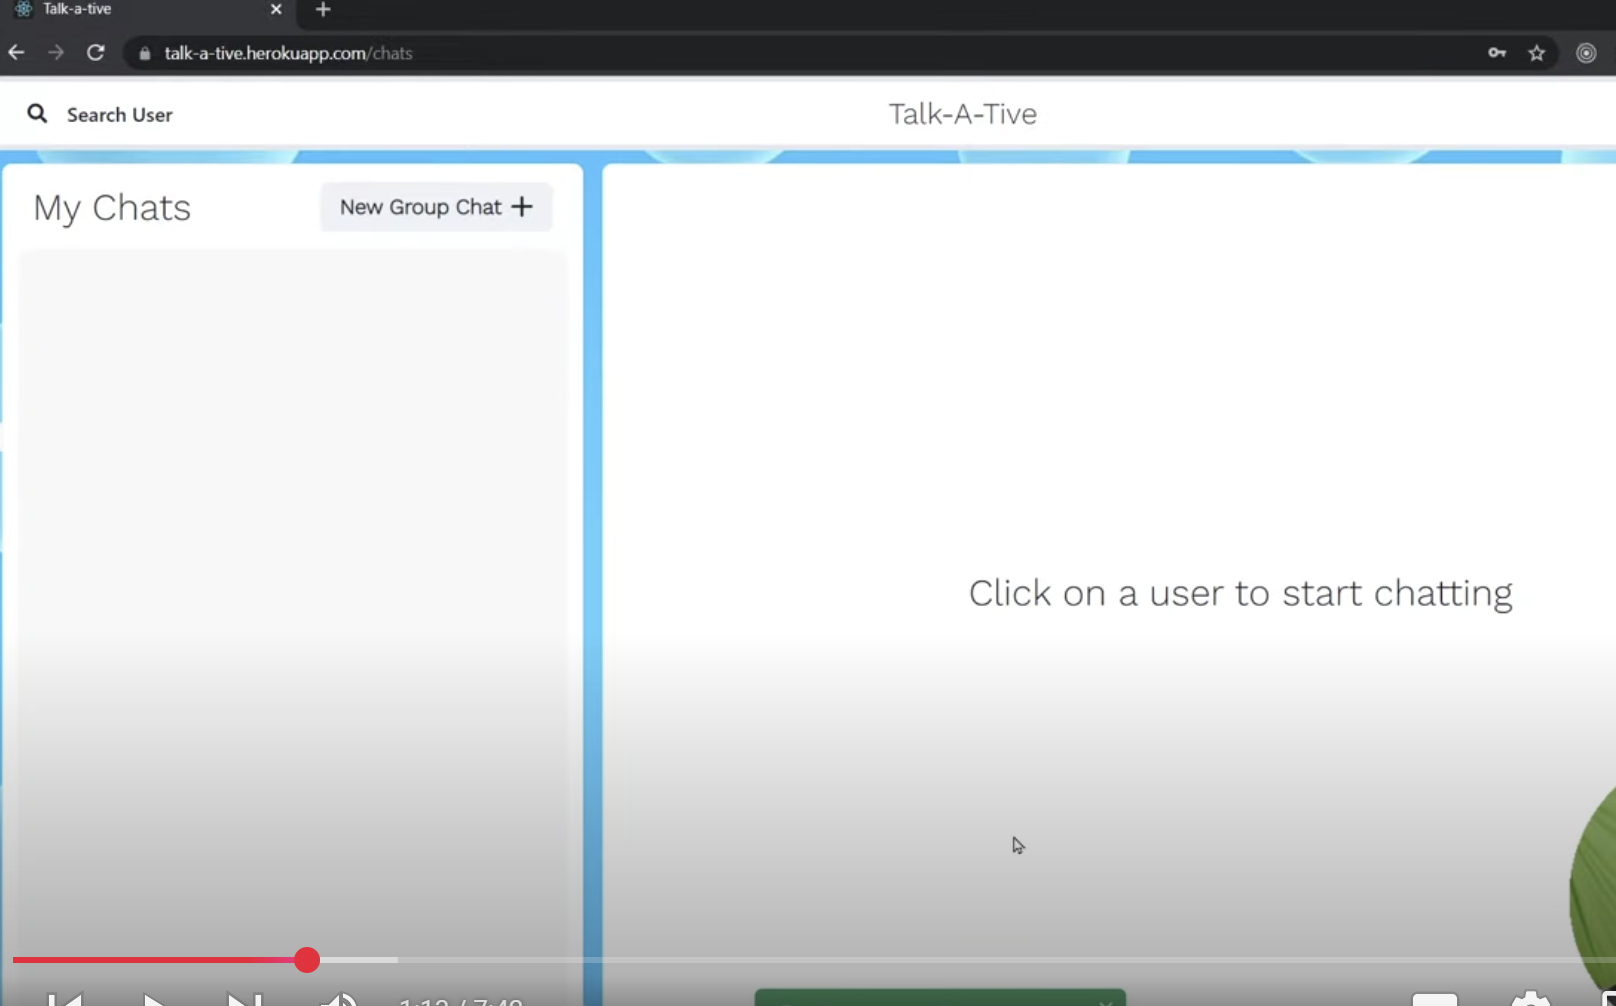 Talk-a-tive
talk-a-tive.herokuapp.com/chats
Search User
Talk-A-Tive
My Chats
New Group Chat +
Click on a user to start chatting